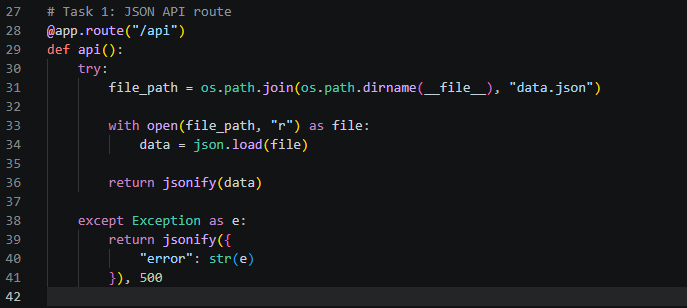 27 # Task 1: JSON API route
28 @app.route("/api")
29 def api():
30     try:
31         file_path = os.path.join(os.path.dirname(__file__), "data.json")
32
33         with open(file_path, "r") as file:
34             data = json.load(file)
35
36         return jsonify(data)
37
38     except Exception as e:
39         return jsonify({
40             "error": str(e)
41         }), 500
42